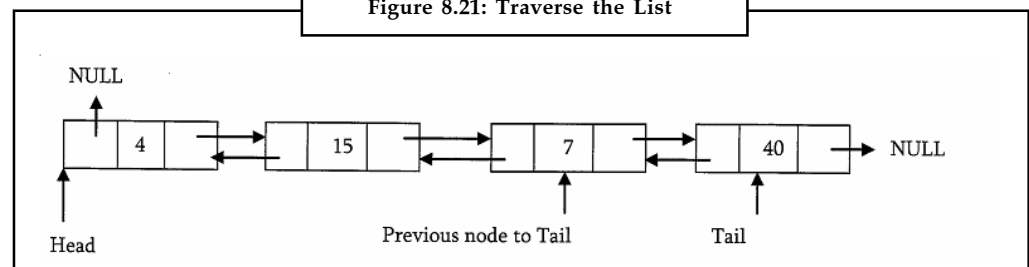 Figure 8.21: Traverse the List
NULL
4
15
7
40
NULL
Head
Previous node to Tail
Tail